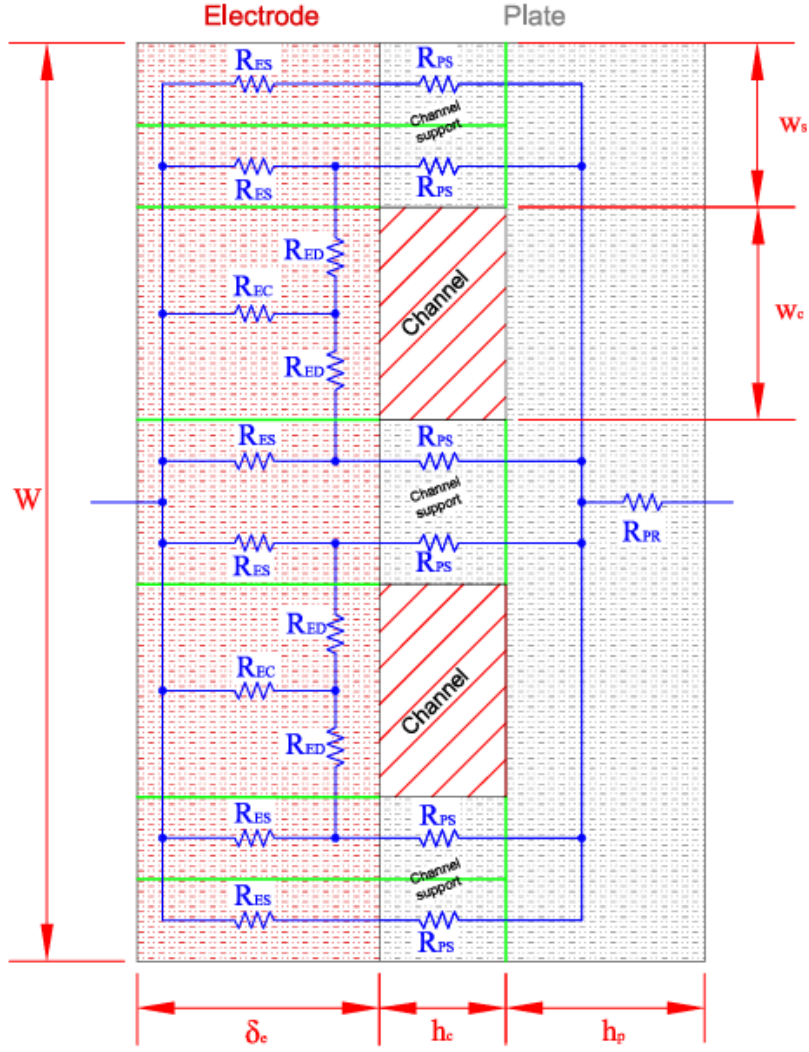 Electrode Plate
RES RPS
Channel support
ws
RES RPS
RED
REC
Channel
wc
RED
RES RPS
W
Channel support
RPR
RES RPS
RED
REC
Channel
RED
RES RPS
Channel support
RES RPS
δe hc hp